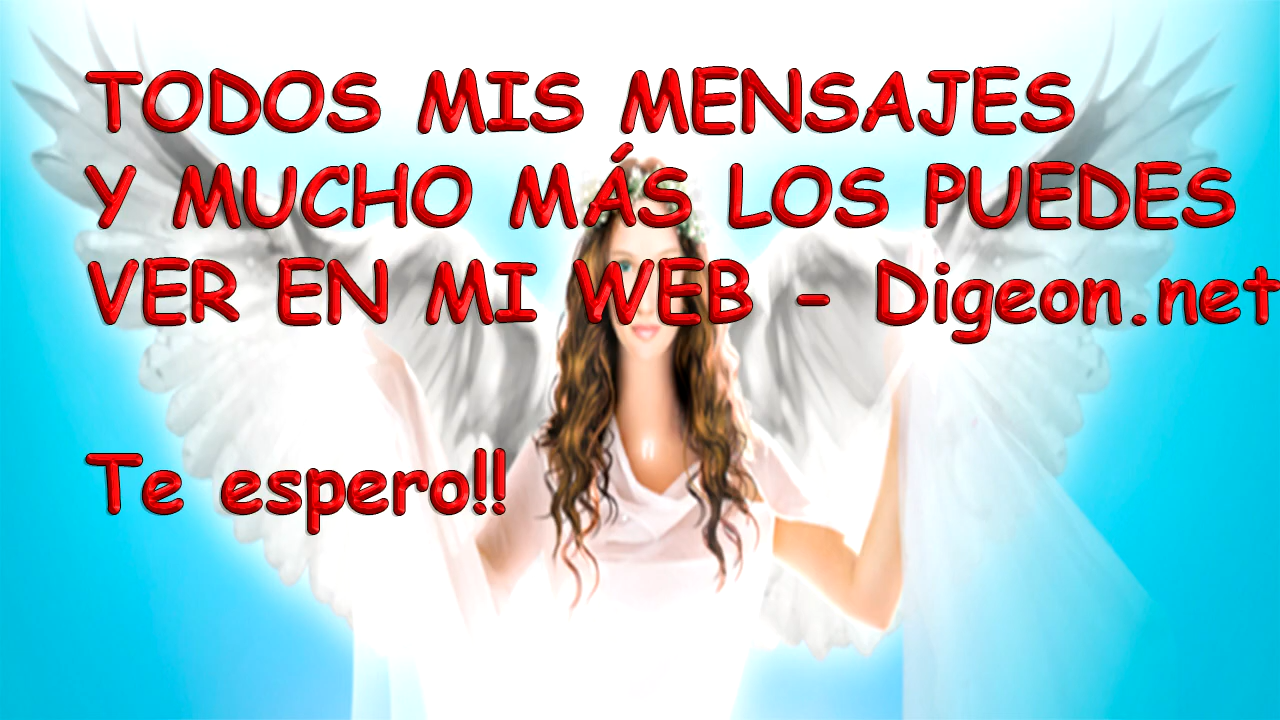 TODOS MIS MENSAJES
Y MUCHO MÁS LOS PUEDES
VER EN MI WEB - Digeon.net
Te espero!!